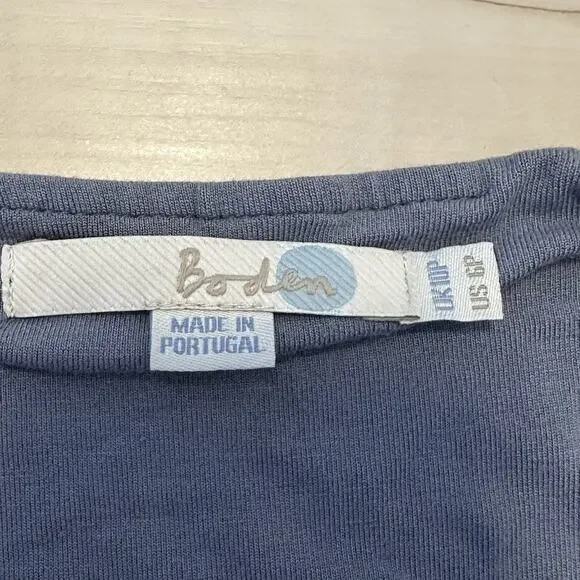 Boden
MADE IN
PORTUGAL
UK10P
US 6P